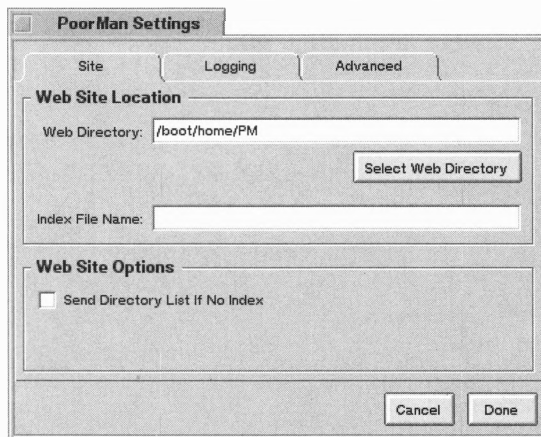 PoorMan Settings
Site Logging Advanced
Web Site Location
Web Directory: /boot/home/PM
Select Web Directory
Index File Name:
Web Site Options
Send Directory List If No Index
Cancel Done